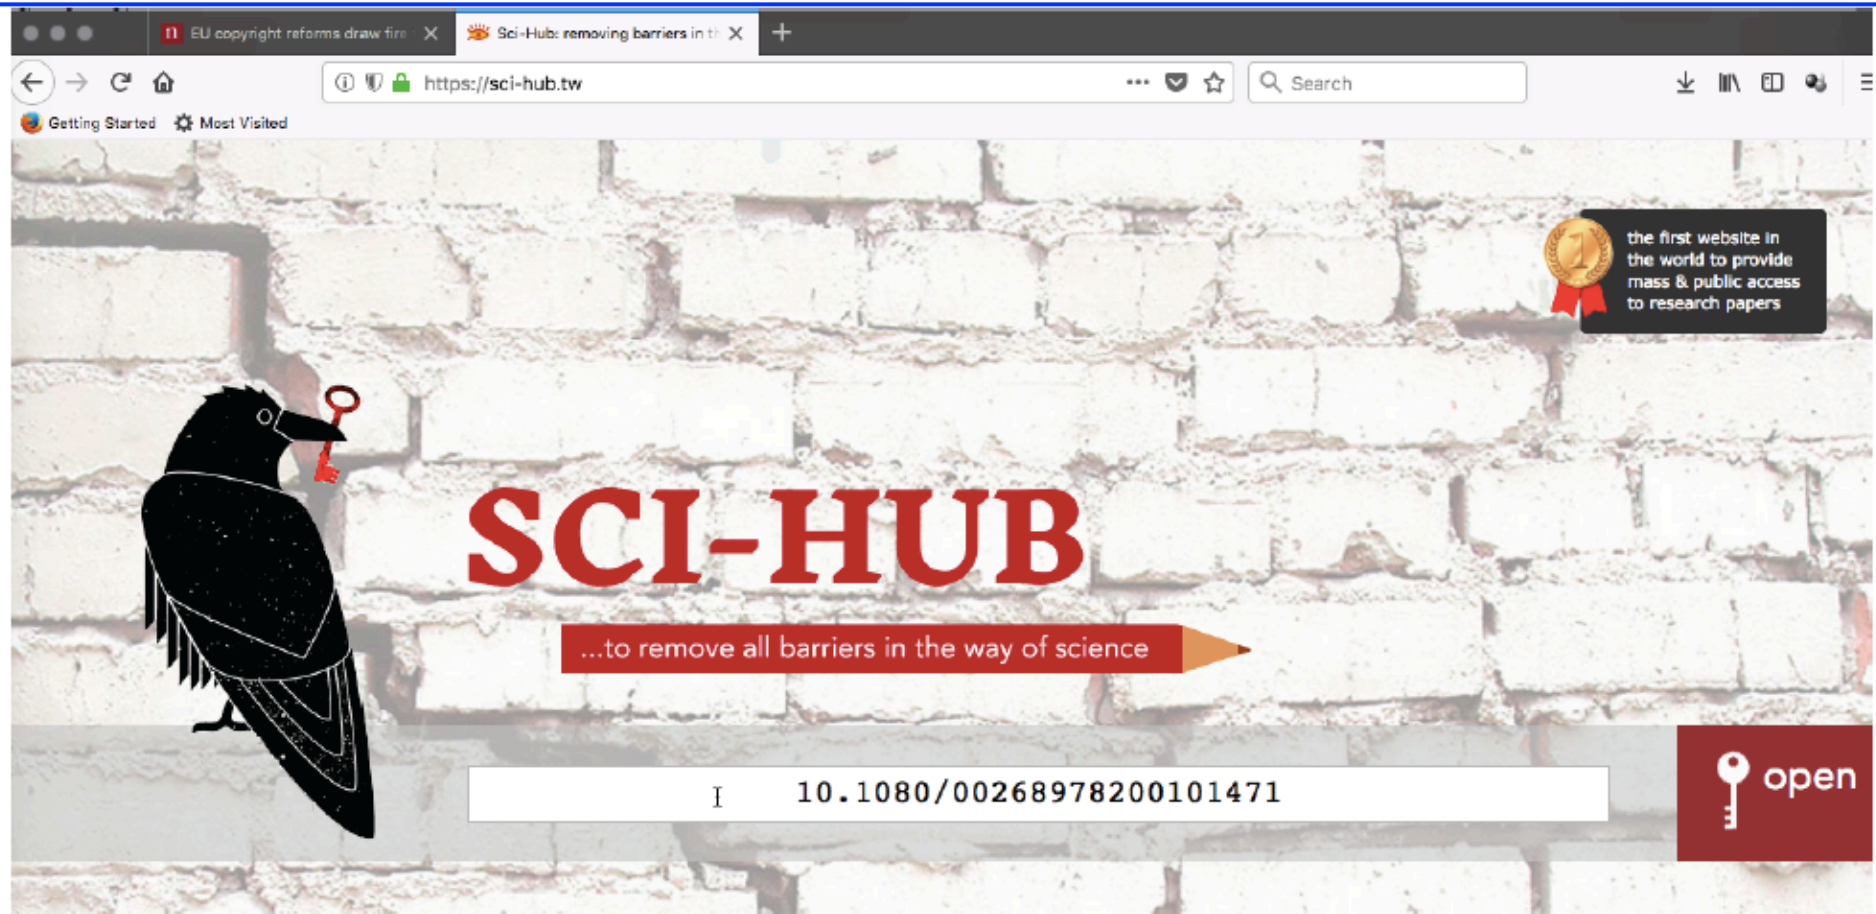 EU copyright reforms draw fire
Sci-Hub: removing barriers in th
https://sci-hub.tw
Search
Getting Started
Most Visited
1
the first website in
the world to provide
mass & public access
to research papers
SCI-HUB
...to remove all barriers in the way of science
10.1080/00268978200101471
open